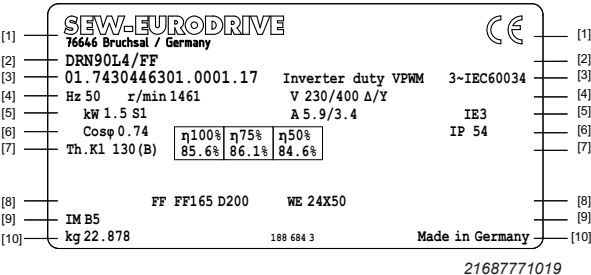 [1] SEW-EURODRIVE CE [1]
76646 Bruchsal / Germany
[2] DRN90L4/FF [2]
[3] 01.7430446301.0001.17 Inverter duty VPWM 3~IEC60034 [3]
[4] Hz 50 r/min 1461 V 230/400 Δ/Y [4]
[5] kW 1.5 S1 A 5.9/3.4 IE3 [5]
[6] Cosφ 0.74 η100% η75% η50% IP 54 [6]
[7] Th.Kl 130(B) 85.6% 86.1% 84.6% [7]
[8] FF FF165 D200 WE 24X50 [8]
[9] IM B5 [9]
[10] kg 22.878 188 684 3 Made in Germany [10]
21687771019